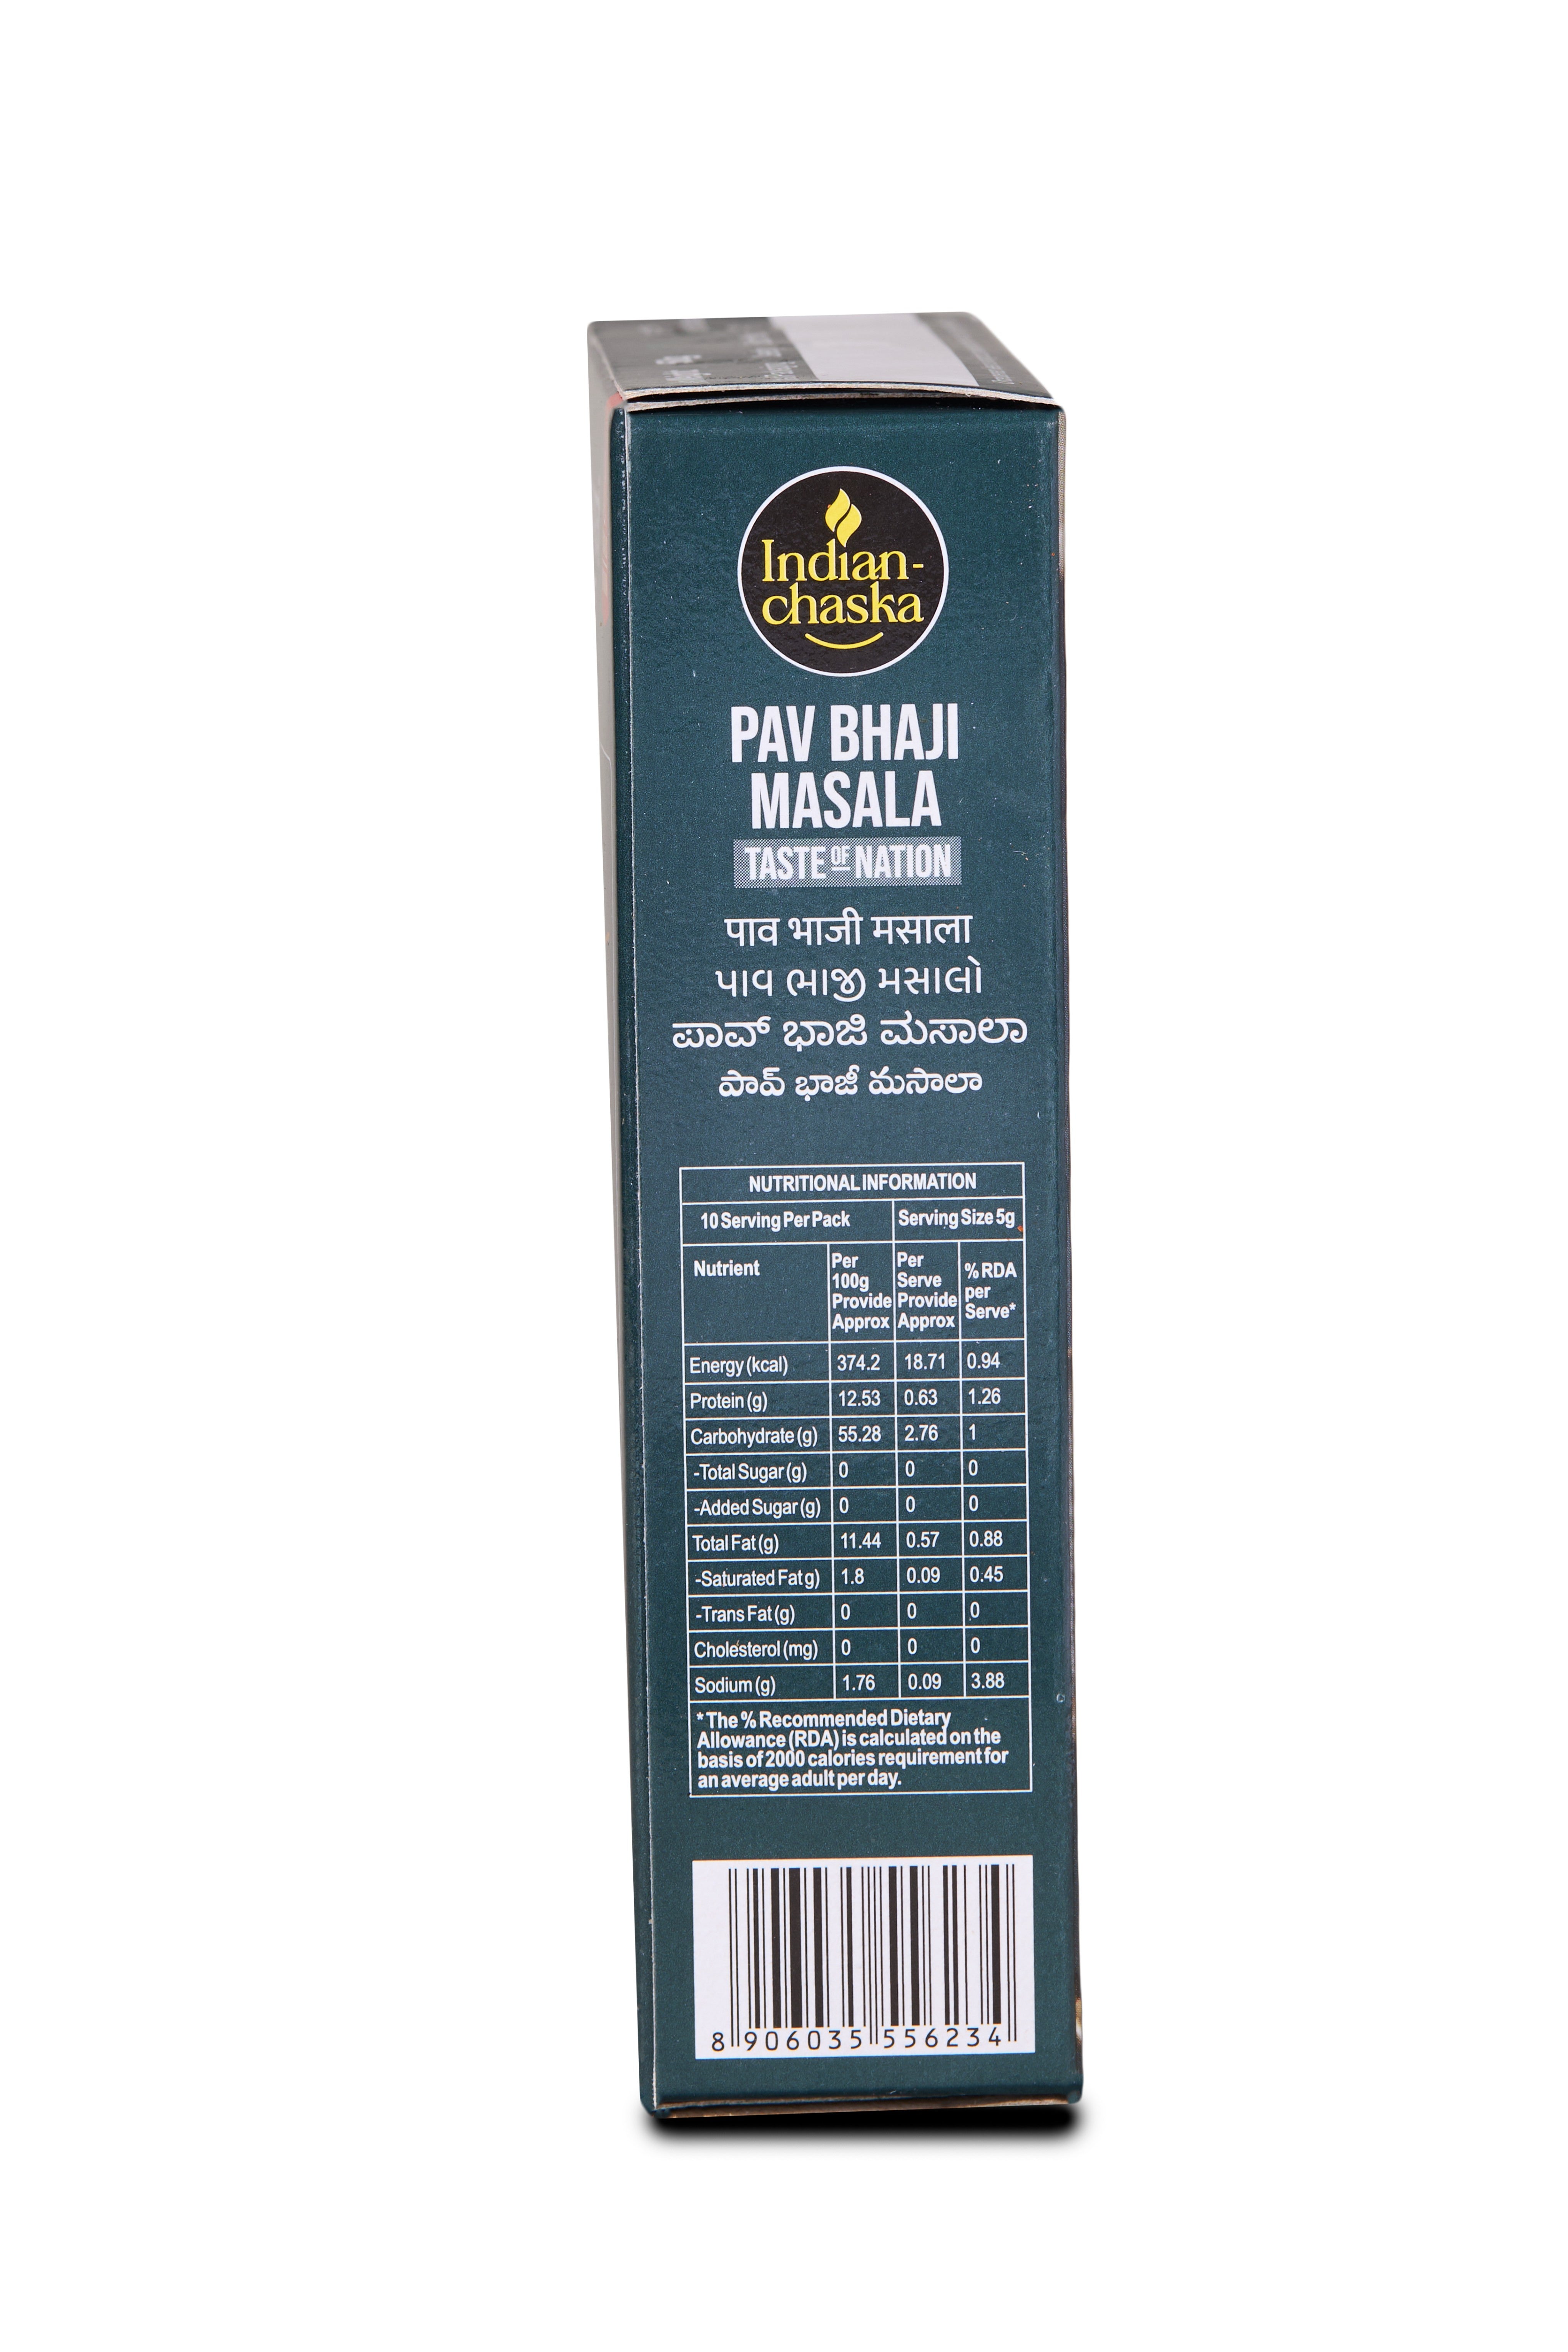 Indian-
chaska
PAV BHAJI
MASALA
TASTE OF NATION
पाव भाजी मसाला
પાવ ભાજી મસાલો
ಪಾವ್ ಭಾಜಿ ಮಸಾಲಾ
పావ్ భాజీ మసాలా
NUTRITIONAL INFORMATION
10 Serving Per Pack Serving Size 5g
Nutrient Per 100g Provide Approx Per Serve Provide Approx % RDA per Serve*
Energy (kcal) 374.2 18.71 0.94
Protein (g) 12.53 0.63 1.26
Carbohydrate (g) 55.28 2.76 1
-Total Sugar (g) 0 0 0
-Added Sugar (g) 0 0 0
Total Fat (g) 11.44 0.57 0.88
-Saturated Fat g) 1.8 0.09 0.45
-Trans Fat (g) 0 0 0
Cholesterol (mg) 0 0 0
Sodium (g) 1.76 0.09 3.88
* The % Recommended Dietary
Allowance (RDA) is calculated on the
basis of 2000 calories requirement for
an average adult per day.
8 906035 556234